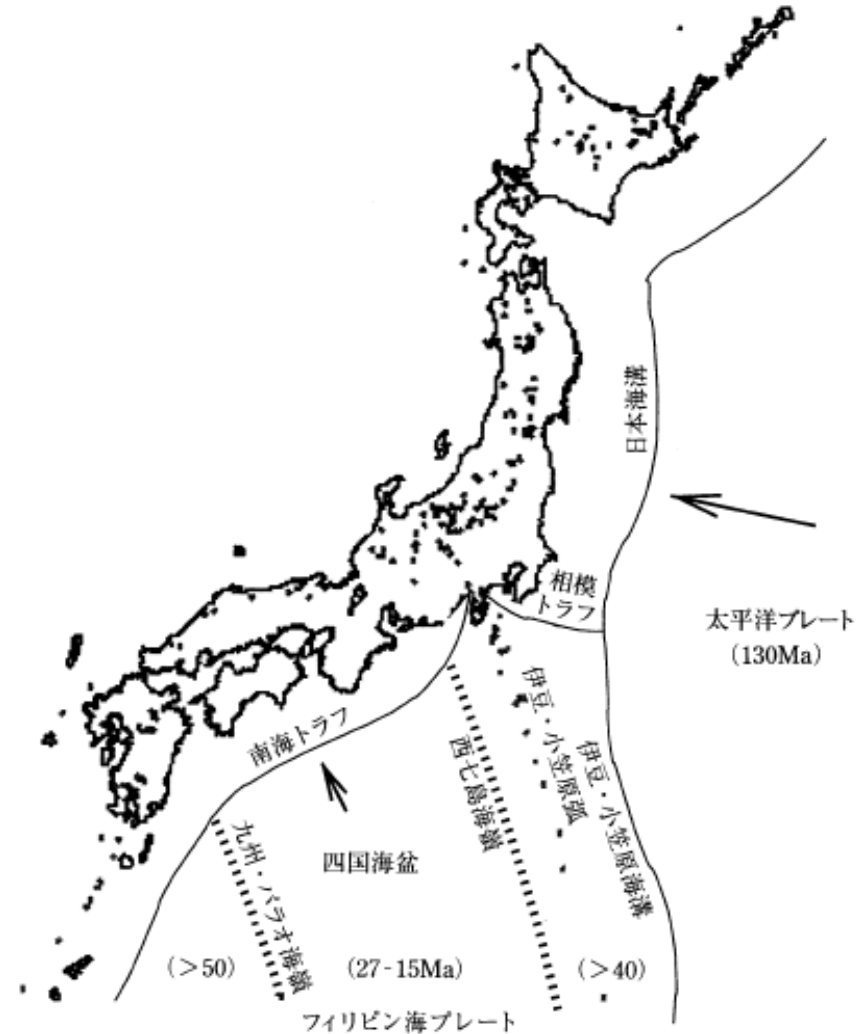 日本海溝
相模
トラフ
太平洋プレート
(130Ma)
伊豆・小笠原弧
伊豆・小笠原海溝
西七島海嶺
南海トラフ
四国海盆
九州・パラオ海嶺
(>50)
(27-15Ma)
(>40)
フィリピン海プレート